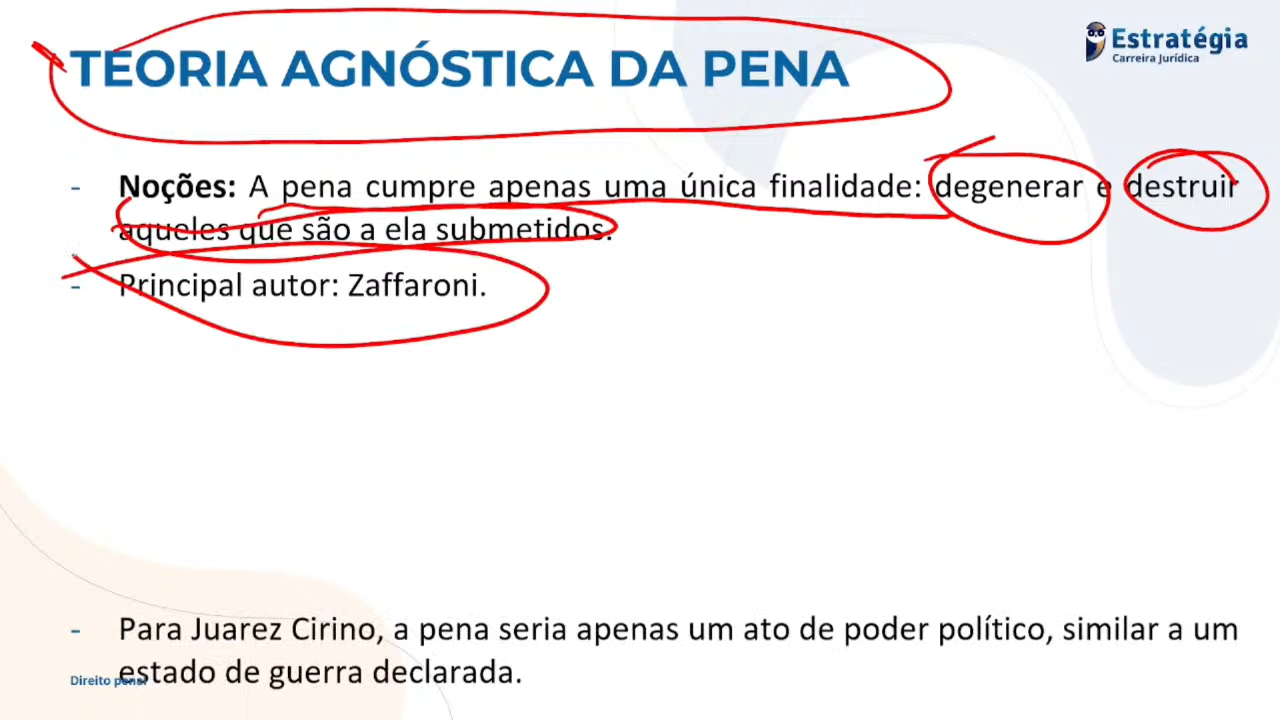 TEORIA AGNÓSTICA DA PENA
Estratégia
Carreira Jurídica
- Noções: A pena cumpre apenas uma única finalidade: degenerar e destruir
aqueles que são a ela submetidos.
-
- Principal autor: Zaffaroni.
- Para Juarez Cirino, a pena seria apenas um ato de poder político, similar a um
estado de guerra declarada.
Direito penal